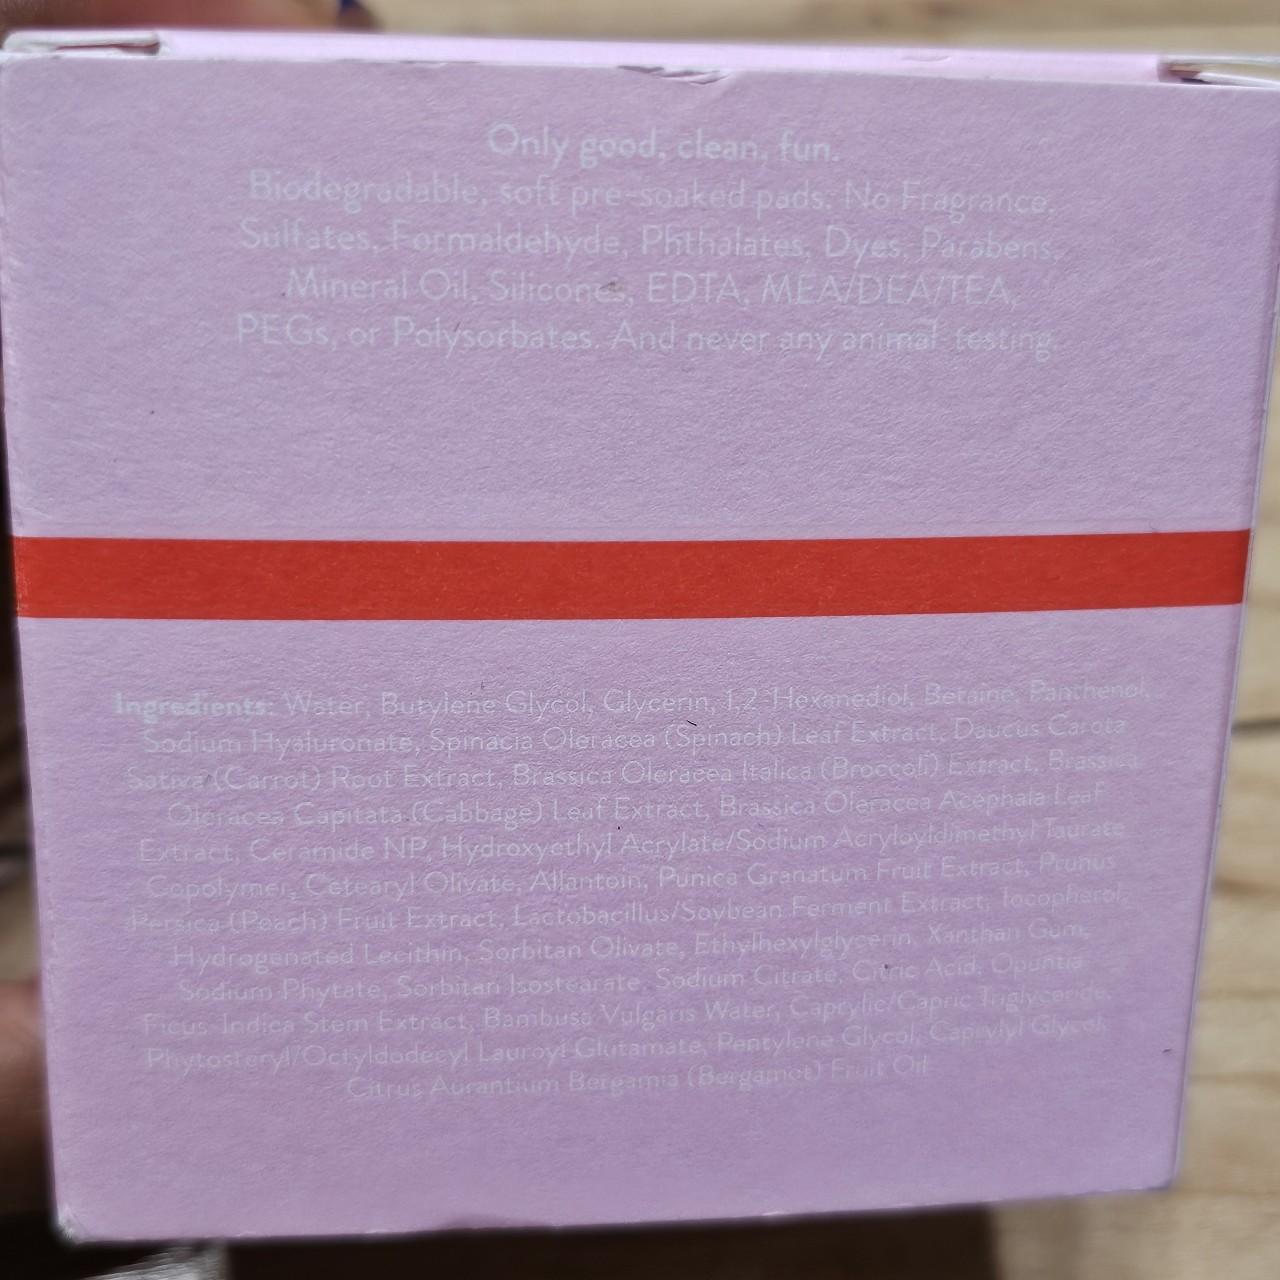 Only good, clean, fun.
Biodegradable, soft pre-soaked pads. No Fragrance,
Sulfates, Formaldehyde, Phthalates, Dyes, Parabens,
Mineral Oil, Silicones, EDTA, MEA/DEA/TEA,
PEGs, or Polysorbates. And never any animal testing.
Ingredients: Water, Butylene Glycol, Glycerin, 1,2-Hexanediol, Betaine, Panthenol,
Sodium Hyaluronate, Spinacia Oleracea (Spinach) Leaf Extract, Daucus Carota
Sativa (Carrot) Root Extract, Brassica Oleracea Italica (Broccoli) Extract, Brassica
Oleracea Capitata (Cabbage) Leaf Extract, Brassica Oleracea Acephala Leaf
Extract, Ceramide NP, Hydroxyethyl Acrylate/Sodium Acryloyldimethyl Taurate
Copolymer, Cetearyl Olivate, Allantoin, Punica Granatum Fruit Extract, Prunus
Persica (Peach) Fruit Extract, Lactobacillus/Soybean Ferment Extract, Tocopherol,
Hydrogenated Lecithin, Sorbitan Olivate, Ethylhexylglycerin, Xanthan Gum,
Sodium Phytate, Sorbitan Isostearate, Sodium Citrate, Citric Acid, Opuntia
Ficus-Indica Stem Extract, Bambusa Vulgaris Water, Caprylic/Capric Triglyceride,
Phytosteryl/Octyldodecyl Lauroyl Glutamate, Pentylene Glycol, Caprylyl Glycol,
Citrus Aurantium Bergamia (Bergamot) Fruit Oil